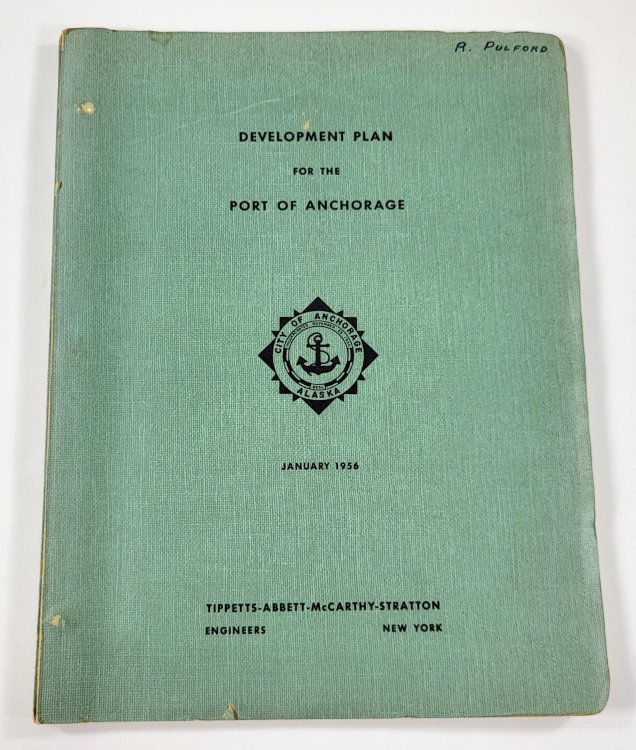 R. PULFORD
DEVELOPMENT PLAN
FOR THE
PORT OF ANCHORAGE
CITY OF ANCHORAGE
SEAL
ALASKA
JANUARY 1956
TIPPETTS-ABBETT-McCARTHY-STRATTON
ENGINEERS NEW YORK